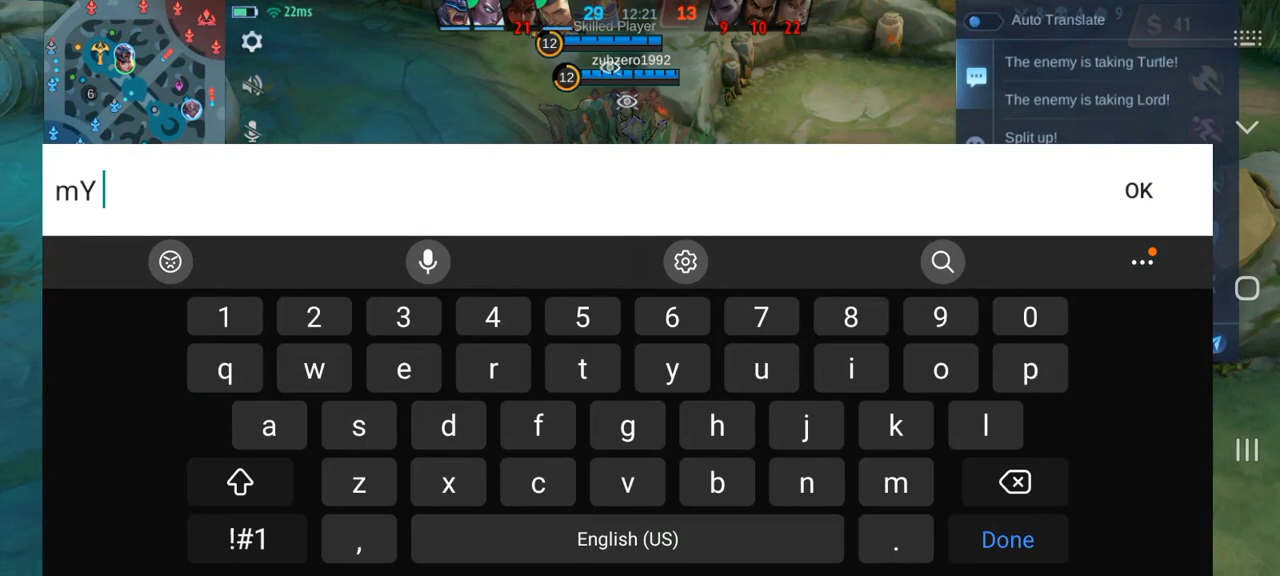 22ms
21
29 12:21 13
9 10 22
Skilled Player
12
zubzero1992
12
6
Auto Translate
$ 41
The enemy is taking Turtle!
The enemy is taking Lord!
Split up!
mY
OK
1 2 3 4 5 6 7 8 9 0
q w e r t y u i o p
a s d f g h j k l
z x c v b n m
!#1 , English (US) . Done